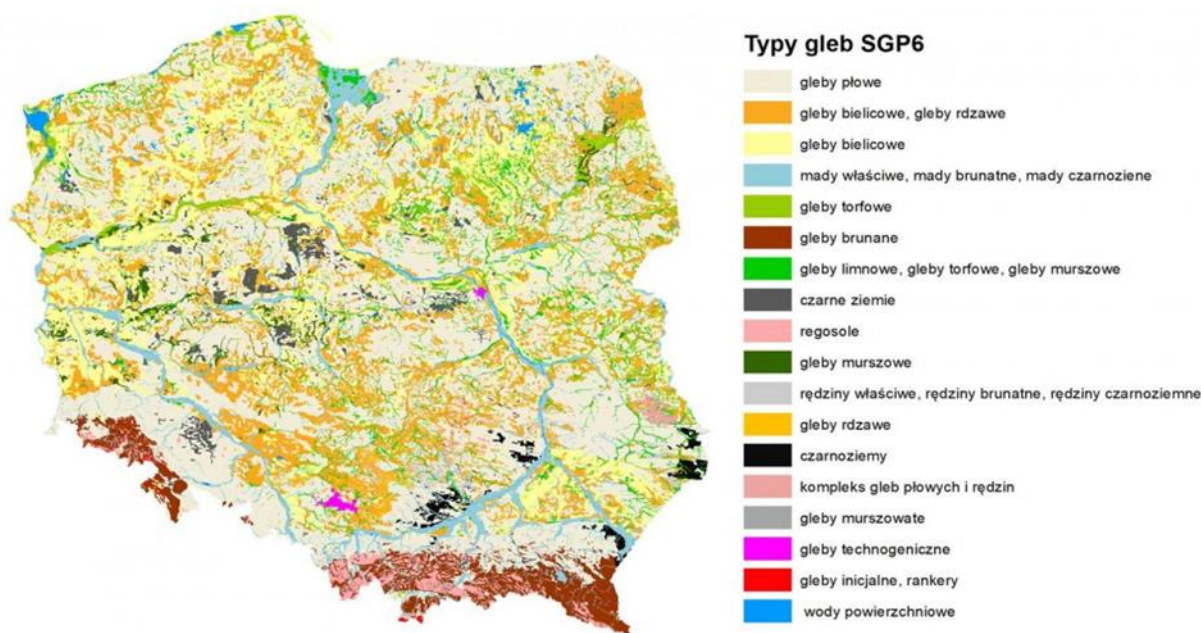 Typy gleb SGP6
gleby płowe
gleby bielicowe, gleby rdzawe
gleby bielicowe
mady właściwe, mady brunatne, mady czarnoziene
gleby torfowe
gleby brunane
gleby limnowe, gleby torfowe, gleby murszowe
czarne ziemie
regosole
gleby murszowe
rędziny właściwe, rędziny brunatne, rędziny czarnoziemne
gleby rdzawe
czarnoziemy
kompleks gleb płowych i rędzin
gleby murszowate
gleby technogeniczne
gleby inicjalne, rankery
wody powierzchniowe